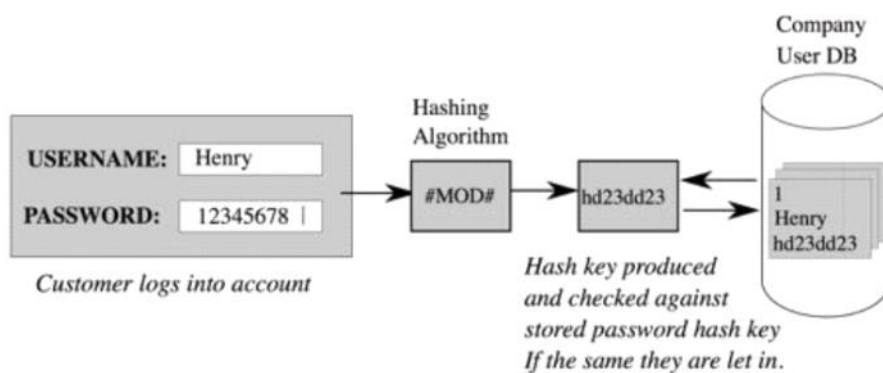 Company
User DB
Hashing
Algorithm
USERNAME: Henry
PASSWORD: 12345678
#MOD#
hd23dd23
1
Henry
hd23dd23
Customer logs into account
Hash key produced
and checked against
stored password hash key
If the same they are let in.